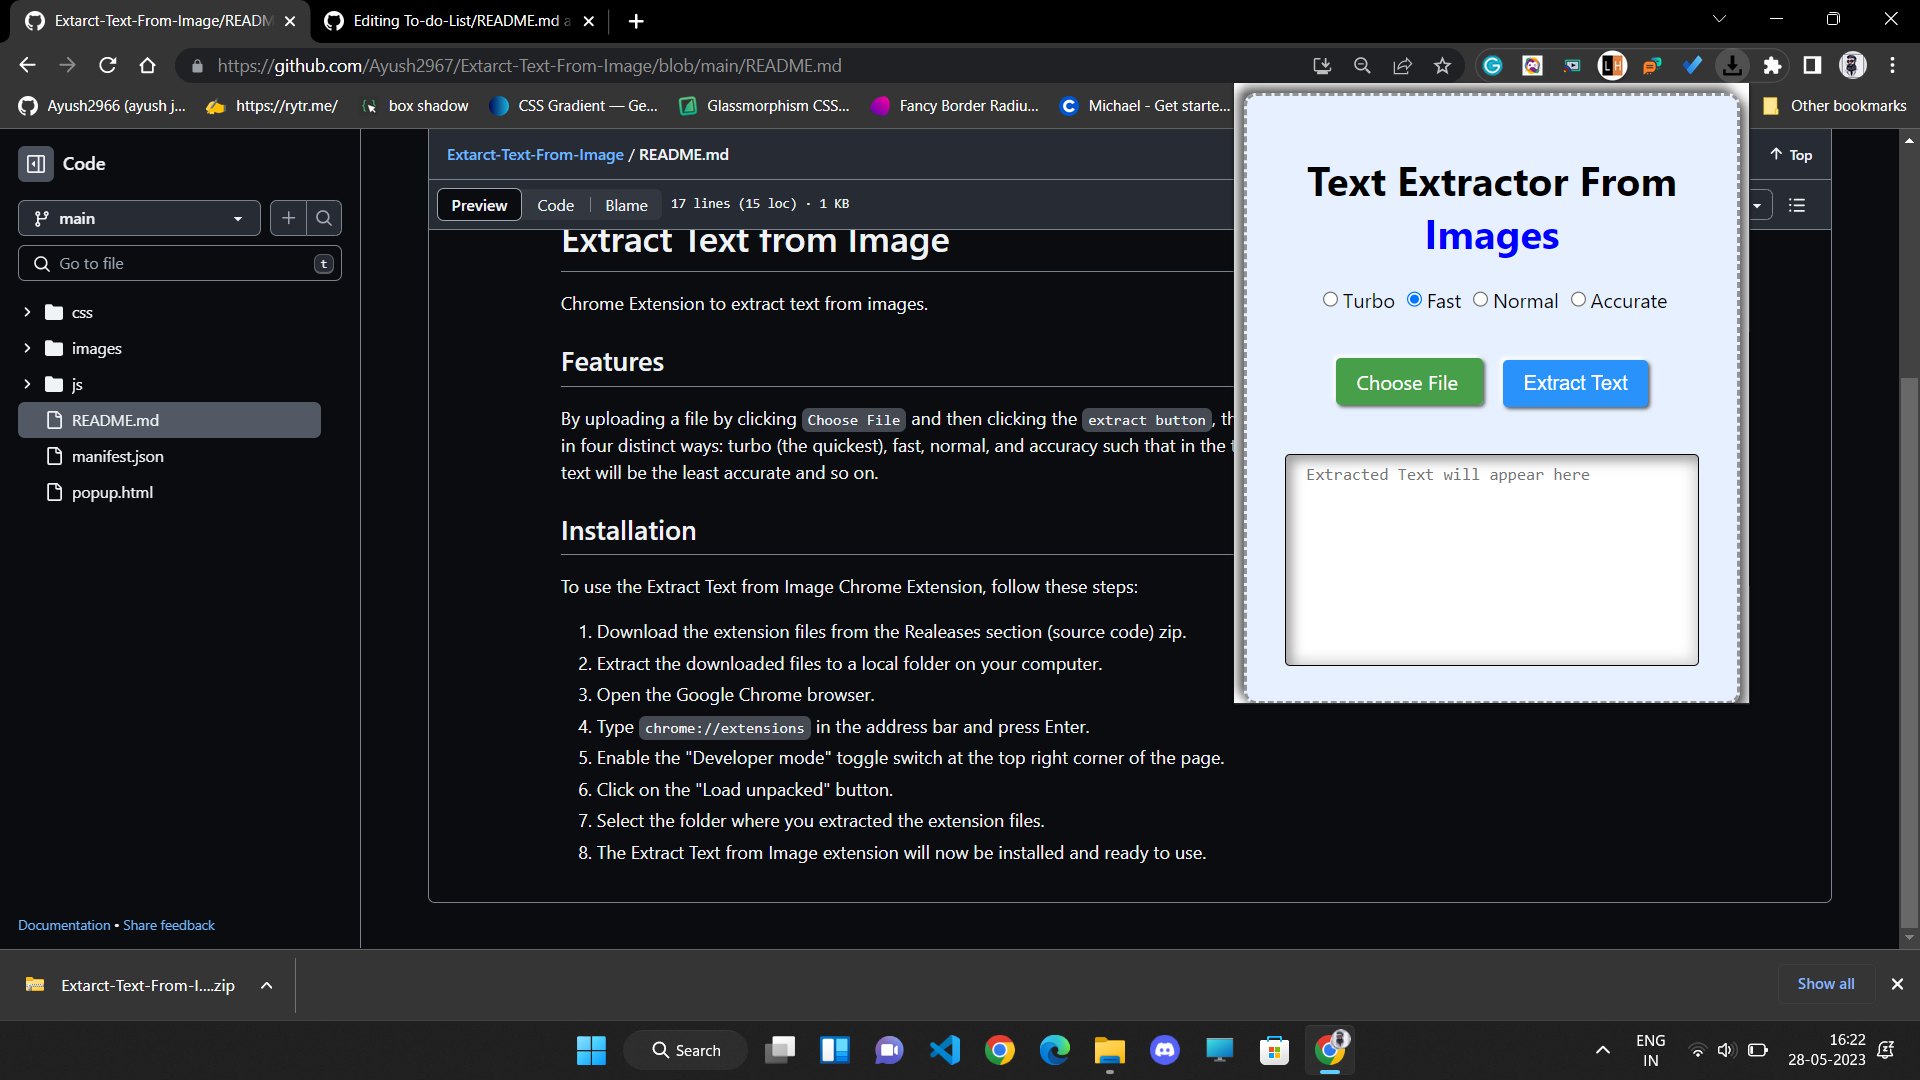 Extarct-Text-From-Image/READM
Editing To-do-List/README.md a
https://github.com/Ayush2967/Extarct-Text-From-Image/blob/main/README.md
Ayush2966 (ayush j...
https://rytr.me/
box shadow
CSS Gradient — Ge...
Glassmorphism CSS...
Fancy Border Radiu...
Michael - Get starte...
Other bookmarks
Code
main
Go to file
t
css
images
js
README.md
manifest.json
popup.html
Documentation • Share feedback
Extarct-Text-From-Image / README.md
Top
Preview
Code
Blame
17 lines (15 loc) · 1 KB
Extract Text from Image
Chrome Extension to extract text from images.
Features
By uploading a file by clicking Choose File and then clicking the extract button,
in four distinct ways: turbo (the quickest), fast, normal, and accuracy such that in the
text will be the least accurate and so on.
Installation
To use the Extract Text from Image Chrome Extension, follow these steps:
1. Download the extension files from the Realeases section (source code) zip.
2. Extract the downloaded files to a local folder on your computer.
3. Open the Google Chrome browser.
4. Type chrome://extensions in the address bar and press Enter.
5. Enable the "Developer mode" toggle switch at the top right corner of the page.
6. Click on the "Load unpacked" button.
7. Select the folder where you extracted the extension files.
8. The Extract Text from Image extension will now be installed and ready to use.
LH
Text Extractor From
Images
Turbo Fast Normal Accurate
Choose File
Extract Text
Extracted Text will appear here
Extarct-Text-From-I....zip
Show all
Search
ENG
IN
16:22
28-05-2023